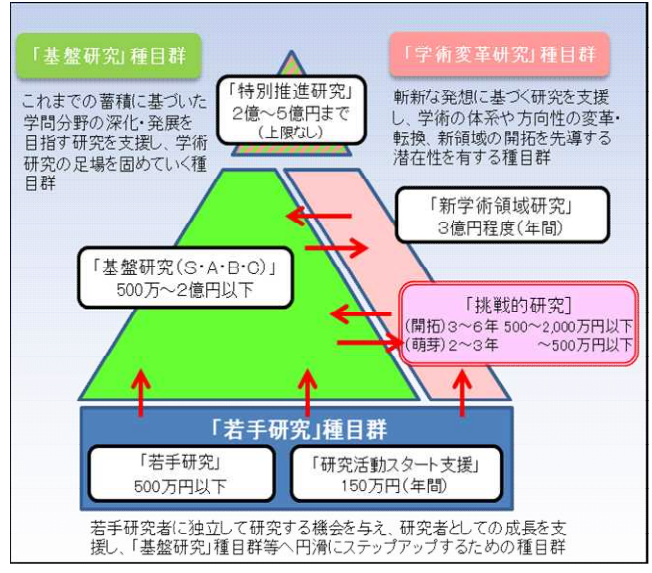 「基盤研究」種目群
これまでの蓄積に基づいた
学問分野の深化・発展を
目指す研究を支援し、学術
研究の足場を固めていく種
目群
「特別推進研究」
2億～5億円まで
(上限なし)
「学術変革研究」種目群
斬新な発想に基づく研究を支援
し、学術の体系や方向性の変革・
転換、新領域の開拓を先導する
潜在性を有する種目群
「新学術領域研究」
3億円程度(年間)
「基盤研究(S・A・B・C)」
500万～2億円以下
「挑戦的研究]
(開拓)3～6年 500～2,000万円以下
(萌芽)2～3年 ～500万円以下
「若手研究」種目群
「若手研究」
500万円以下
「研究活動スタート支援」
150万円(年間)
若手研究者に独立して研究する機会を与え、研究者としての成長を支
援し、「基盤研究」種目群等へ円滑にステップアップするための種目群